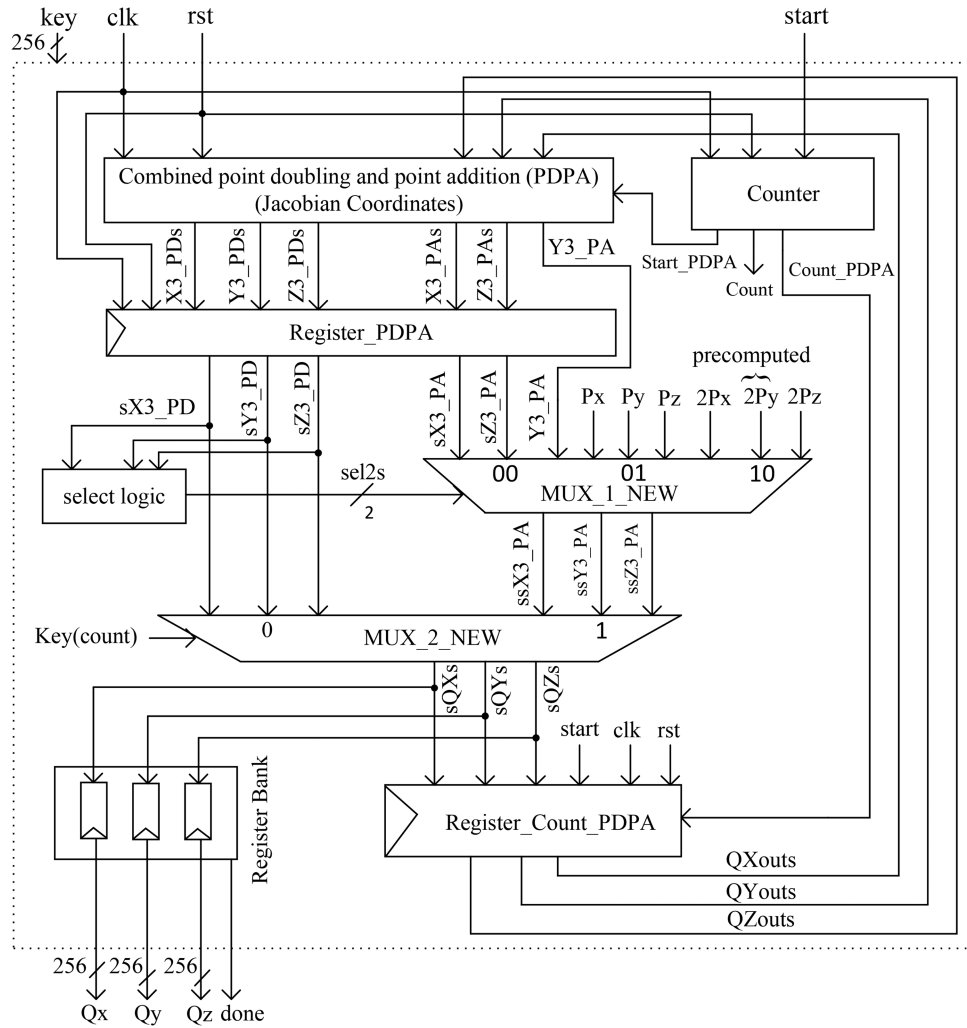 key
clk
rst
start
256
Combined point doubling and point addition (PDPA)
(Jacobian Coordinates)
Counter
X3_PDs
Y3_PDs
Z3_PDs
X3_PAs
Z3_PAs
Y3_PA
Start_PDPA
Count
Count_PDPA
Register_PDPA
precomputed
sX3_PD
sY3_PD
sZ3_PD
sX3_PA
sZ3_PA
Y3_PA
Px
Py
Pz
2Px
2Py
2Pz
select logic
sel2s
2
00
01
10
MUX_1_NEW
ssX3_PA
ssY3_PA
ssZ3_PA
Key(count)
0
MUX_2_NEW
1
sQXs
sQYs
sQZs
start
clk
rst
Register Bank
Register_Count_PDPA
QXouts
QYouts
QZouts
256
256
256
Qx
Qy
Qz
done